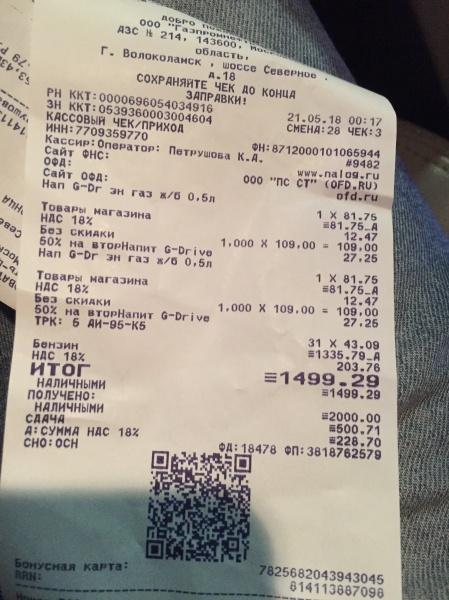 ДОБРО
ООО "Газпромнефть
АЗС № 214, 143600, Моск
область,
Г. Волоколамск , шоссе Северное ,
д.18
СОХРАНЯЙТЕ ЧЕК ДО КОНЦА
ЗАПРАВКИ!
РН ККТ:0000696054034916 21.05.18 00:17
ЗН ККТ:0539360003004604 СМЕНА:28 ЧЕК:3
КАССОВЫЙ ЧЕК/ПРИХОД
ИНН:7709359770 ФН:8712000101065944
Кассир:Оператор: Петрушова К.А. #9482
Сайт ФНС: www.nalog.ru
ОФД: ООО "ПС СТ" (OFD.RU)
Сайт ОФД: ofd.ru
Нап G-Dr эн газ ж/б 0,5л
1 X 81.75
Товары магазина ≡81.75_А
НДС 18% 12.47
Без скидки 1,000 X 109,00 = 109,00
50% на вторНапит G-Drive 27,25
Нап G-Dr эн газ ж/б 0,5л
1 X 81.75
Товары магазина ≡81.75_А
НДС 18% 12.47
Без скидки 1,000 X 109,00 = 109,00
50% на вторНапит G-Drive 27,25
ТРК: 5 АИ-95-К5
31 X 43.09
Бензин ≡1335.79_А
НДС 18% 203.76
ИТОГ ≡1499.29
НАЛИЧНЫМИ ≡1499.29
ПОЛУЧЕНО:
НАЛИЧНЫМИ ≡2000.00
СДАЧА ≡500.71
А:СУММА НДС 18% ≡228.70
СНО:ОСН ФД:18478 ФП:3818762579
Бонусная карта: 7825682043943045
RRN: 814113887098